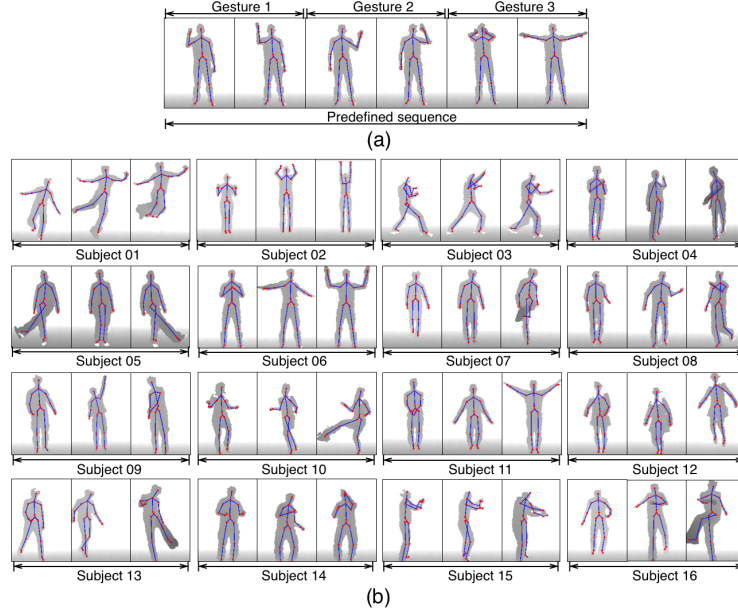 Gesture 1 Gesture 2 Gesture 3
Predefined sequence
(a)
Subject 01 Subject 02 Subject 03 Subject 04
Subject 05 Subject 06 Subject 07 Subject 08
Subject 09 Subject 10 Subject 11 Subject 12
Subject 13 Subject 14 Subject 15 Subject 16
(b)